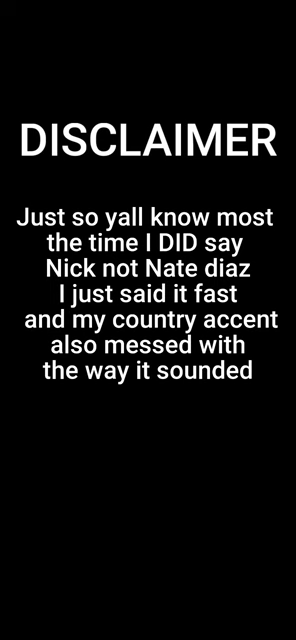 DISCLAIMER
Just so yall know most
the time I DID say
Nick not Nate diaz
I just said it fast
and my country accent
also messed with
the way it sounded